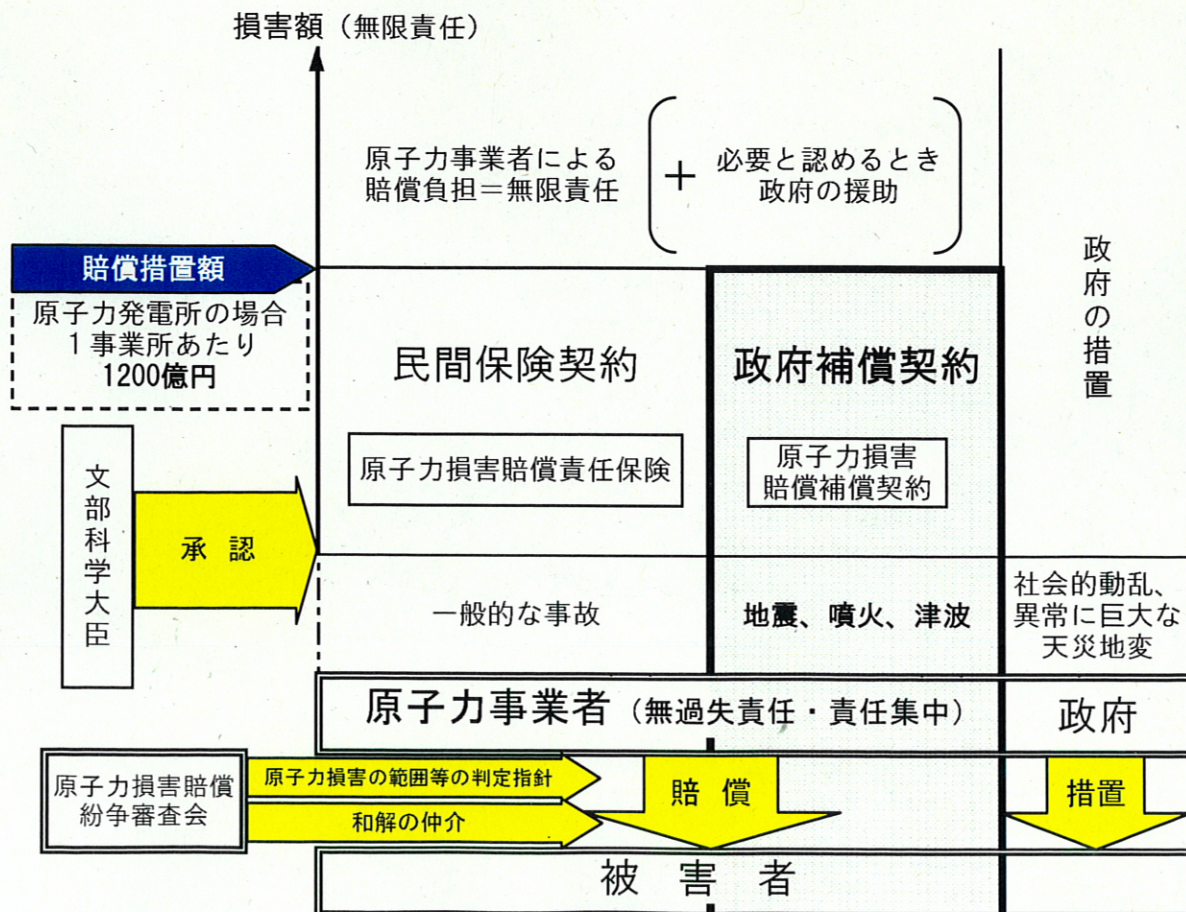 損害額（無限責任）
原子力事業者による
賠償負担＝無限責任
＋
必要と認めるとき
政府の援助
政府の措置
賠償措置額
原子力発電所の場合
１事業所あたり
1200億円
民間保険契約
政府補償契約
原子力損害賠償責任保険
原子力損害
賠償補償契約
文部科学大臣
承認
一般的な事故
地震、噴火、津波
社会的動乱、
異常に巨大な
天災地変
原子力事業者（無過失責任・責任集中）
政府
原子力損害賠償
紛争審査会
原子力損害の範囲等の判定指針
和解の仲介
賠償
措置
被害者